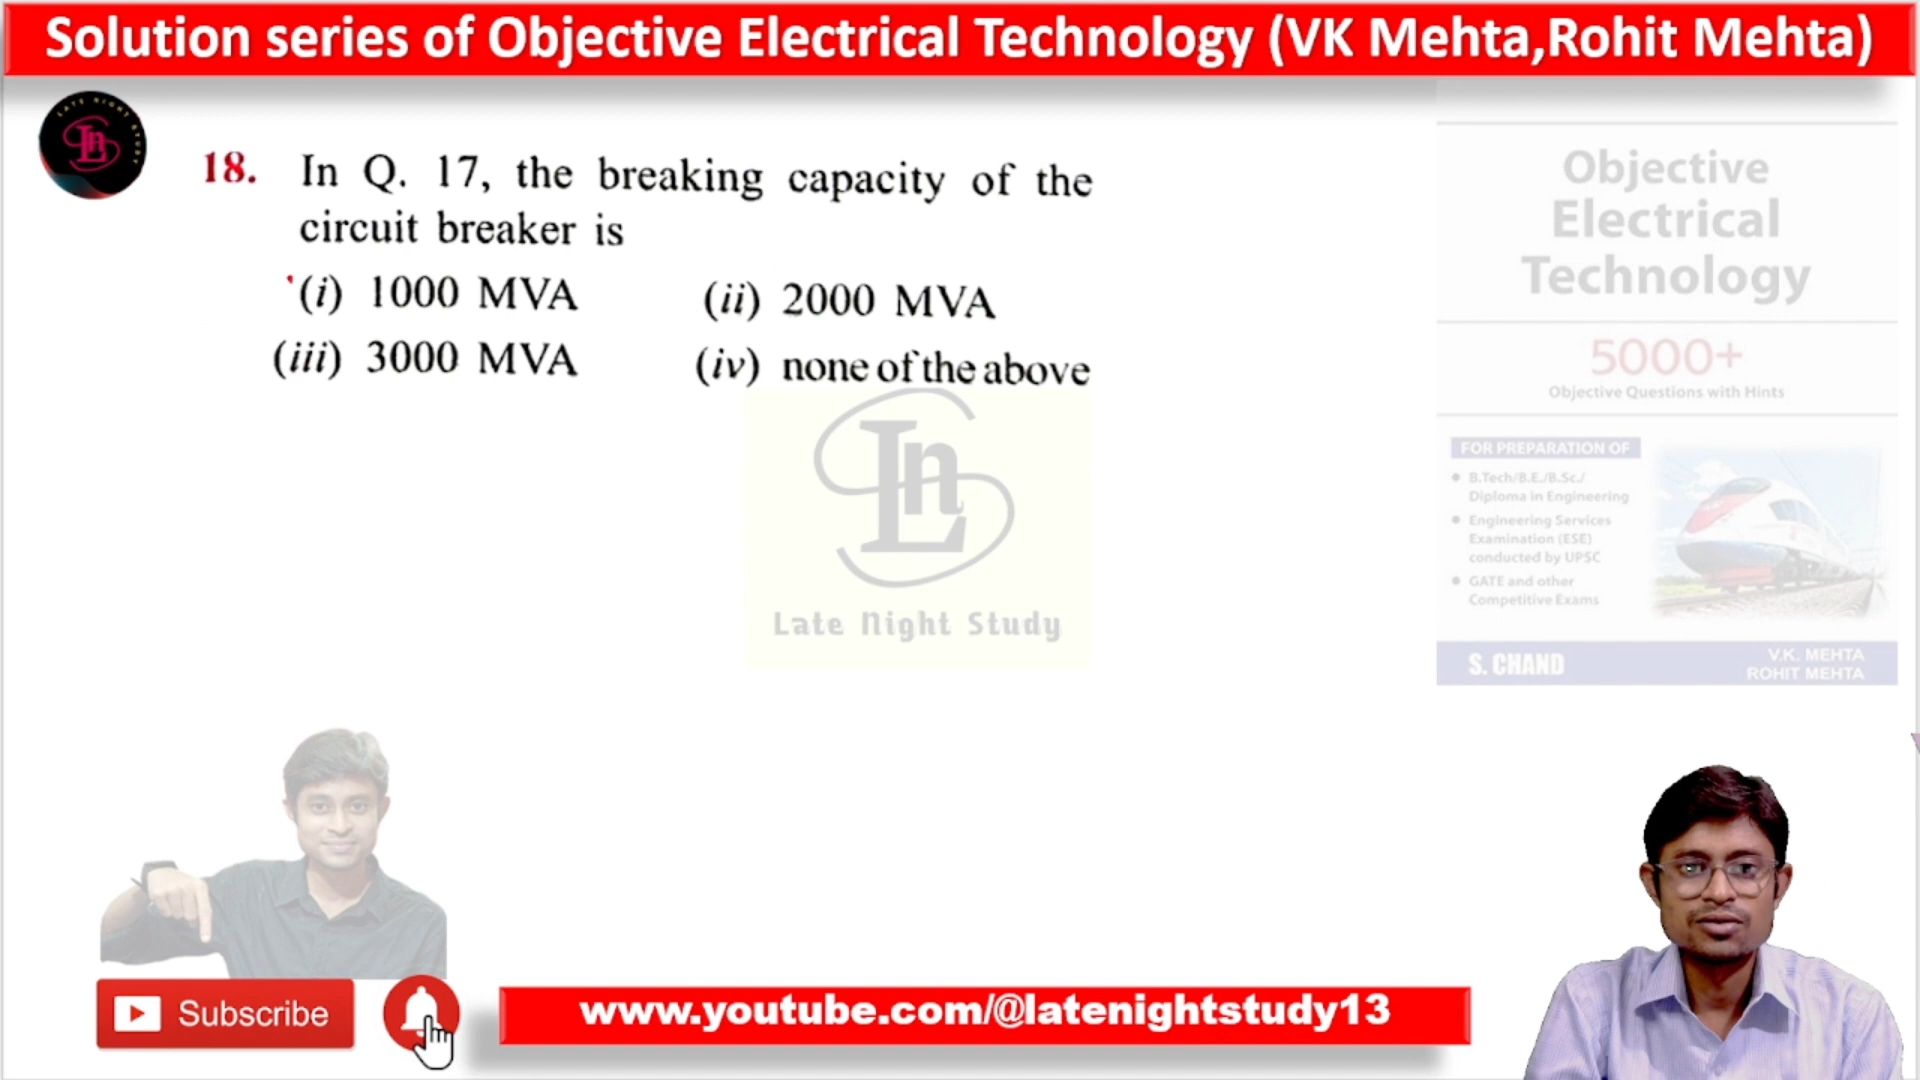 Solution series of Objective Electrical Technology (VK Mehta,Rohit Mehta)
LATE NIGHT STUDY
18. In Q. 17, the breaking capacity of the
circuit breaker is
(i) 1000 MVA (ii) 2000 MVA
(iii) 3000 MVA (iv) none of the above
Late Night Study
Objective
Electrical
Technology
5000+
Objective Questions with Hints
FOR PREPARATION OF
• B.Tech/B.E./B.Sc./
Diploma in Engineering
• Engineering Services
Examination (ESE)
conducted by UPSC
• GATE and other
Competitive Exams
S. CHAND
V.K. MEHTA
ROHIT MEHTA
Subscribe
www.youtube.com/@latenightstudy13